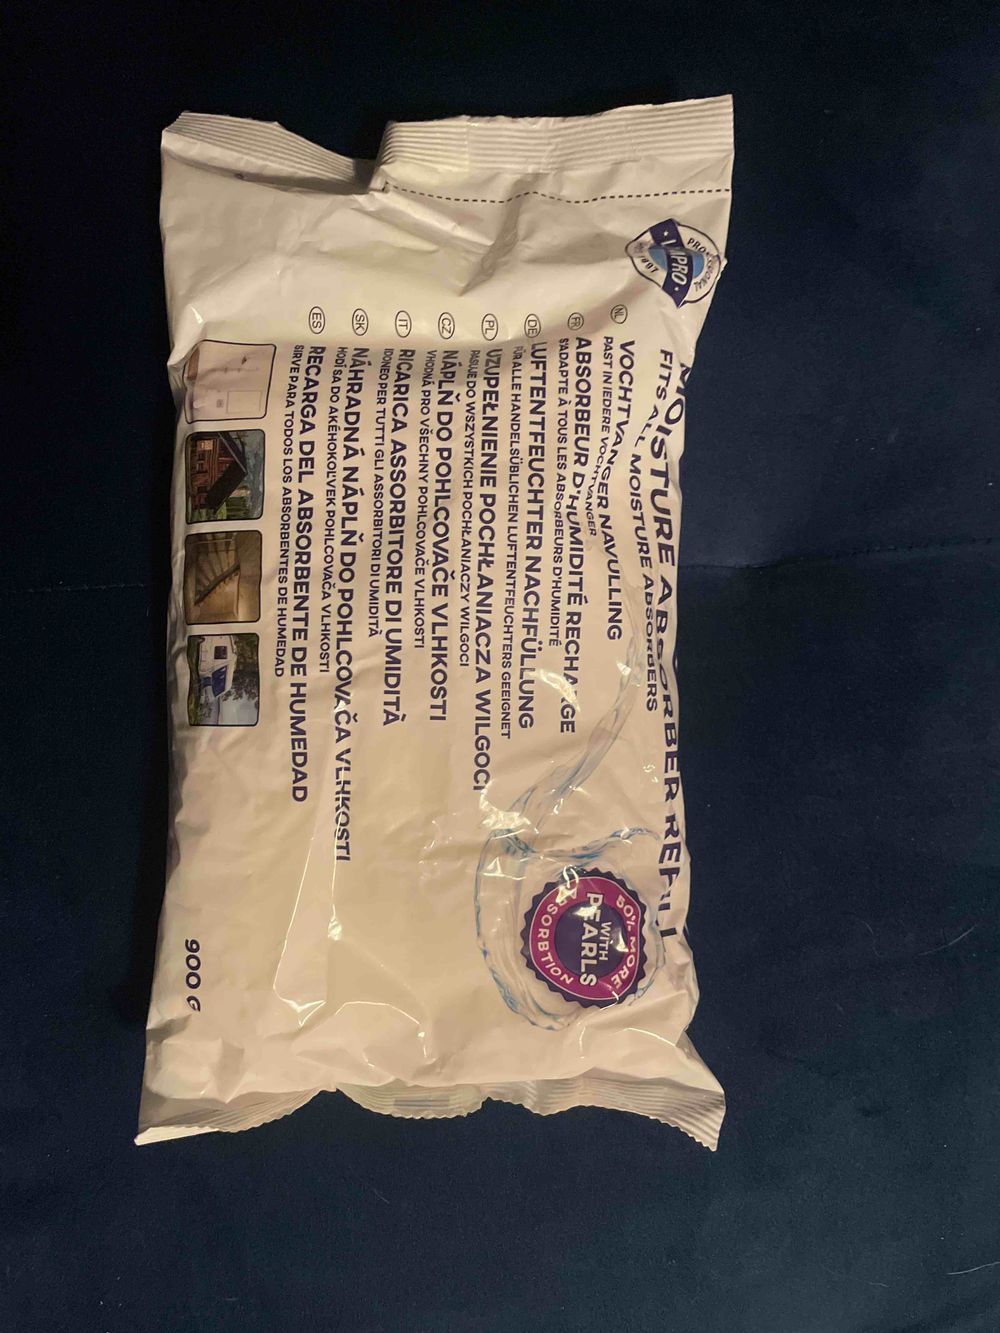 MOISTURE ABSORBER REFILL
FITS ALL MOISTURE ABSORBERS
NL
VOCHTVANGER NAVULLING
PAST IN IEDERE VOCHTVANGER
FR
ABSORBEUR D'HUMIDITÉ RECHARGE
S'ADAPTE À TOUS LES ABSORBEURS D'HUMIDITÉ
DE
LUFTENTFEUCHTER NACHFÜLLUNG
FÜR ALLE HANDELSÜBLICHEN LUFTENTFEUCHTERS GEEIGNET
PL
UZUPEŁNIENIE POCHŁANIACZA WILGOCI
PASUJE DO WSZYSTKICH POCHŁANIACZY WILGOCI
CZ
NÁPLŇ DO POHLCOVAČE VLHKOSTI
VHODNÁ PRO VŠECHNY POHLCOVAČE VLHKOSTI
IT
RICARICA ASSORBITORE DI UMIDITÀ
IDONEO PER TUTTI GLI ASSORBITORI DI UMIDITÀ
SK
NÁHRADNÁ NÁPLŇ DO POHLCOVAČA VLHKOSTI
HODÍ SA DO AKÉHOKOĽVEK POHLCOVAČA VLHKOSTI
ES
RECARGA DEL ABSORBENTE DE HUMEDAD
SIRVE PARA TODOS LOS ABSORBENTES DE HUMEDAD
PROFESSIONAL
50% MORE
WITH
PEARLS
ABSORBTION
900 G